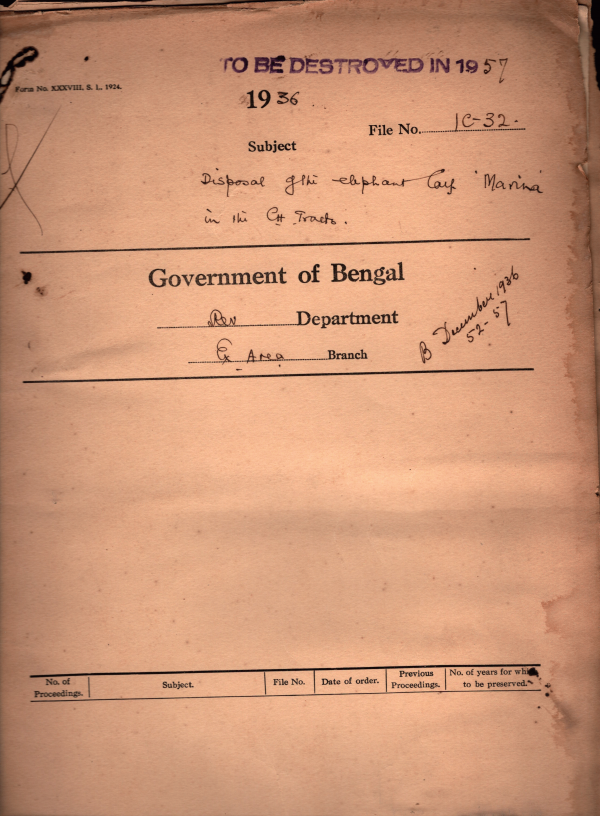 TO BE DESTROYED IN 1957
Form No. XXXVIII. S. I., 1924.
1936
File No. 1C-32.
Subject
Disposal of the elephant Calf 'Marina'
in the CH Tracts.
Government of Bengal
Rev Department
Ex Area Branch
B December 1936
52-57
No. of Proceedings.
Subject.
File No.
Date of order.
Previous Proceedings.
No. of years for which to be preserved.